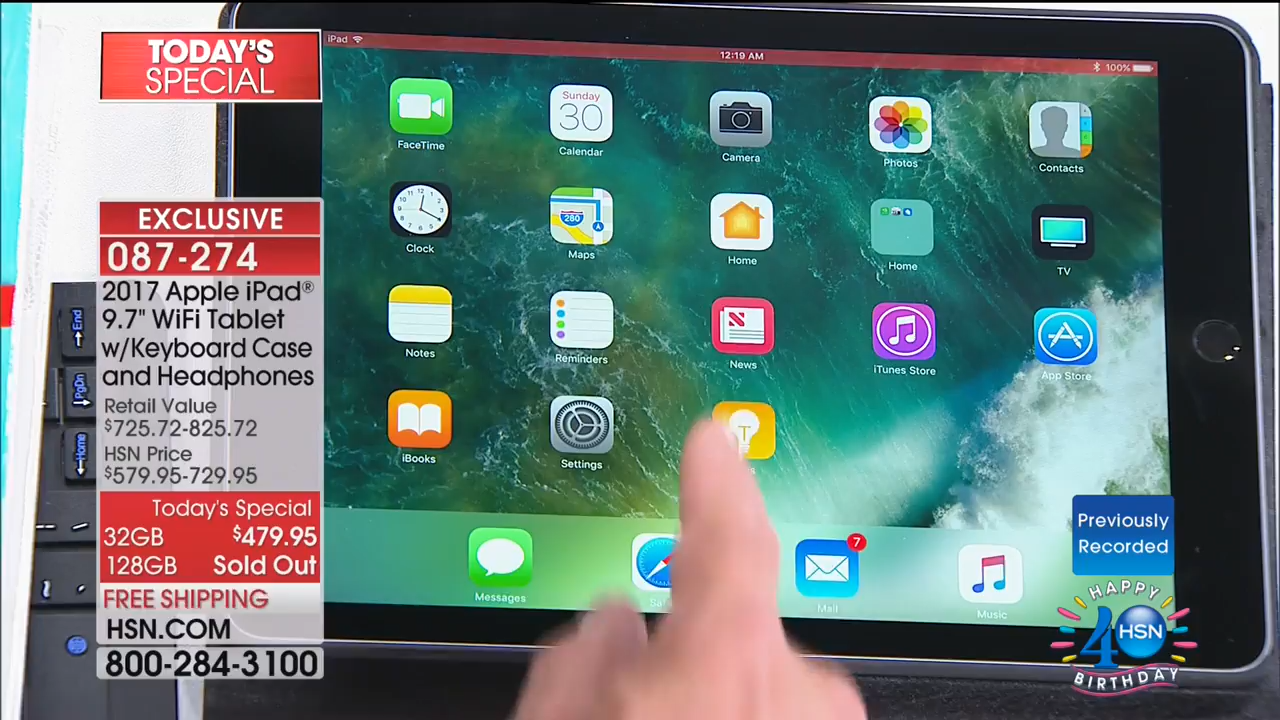 TODAY'S
SPECIAL
EXCLUSIVE
087-274
2017 Apple iPad®
9.7" WiFi Tablet
w/Keyboard Case
and Headphones
Retail Value
$725.72-825.72
HSN Price
$579.95-729.95
Today's Special
32GB $479.95
128GB Sold Out
FREE SHIPPING
HSN.COM
800-284-3100
iPad 12:19 AM 100%
FaceTime
Sunday
30
Calendar
Camera
Photos
Contacts
Clock
280
Maps
Home
Home
TV
Notes
Reminders
News
iTunes Store
App Store
iBooks
Settings
Messages
7
Mail
Music
End
PgDn
Home
Previously
Recorded
HAPPY
40
HSN
BIRTHDAY